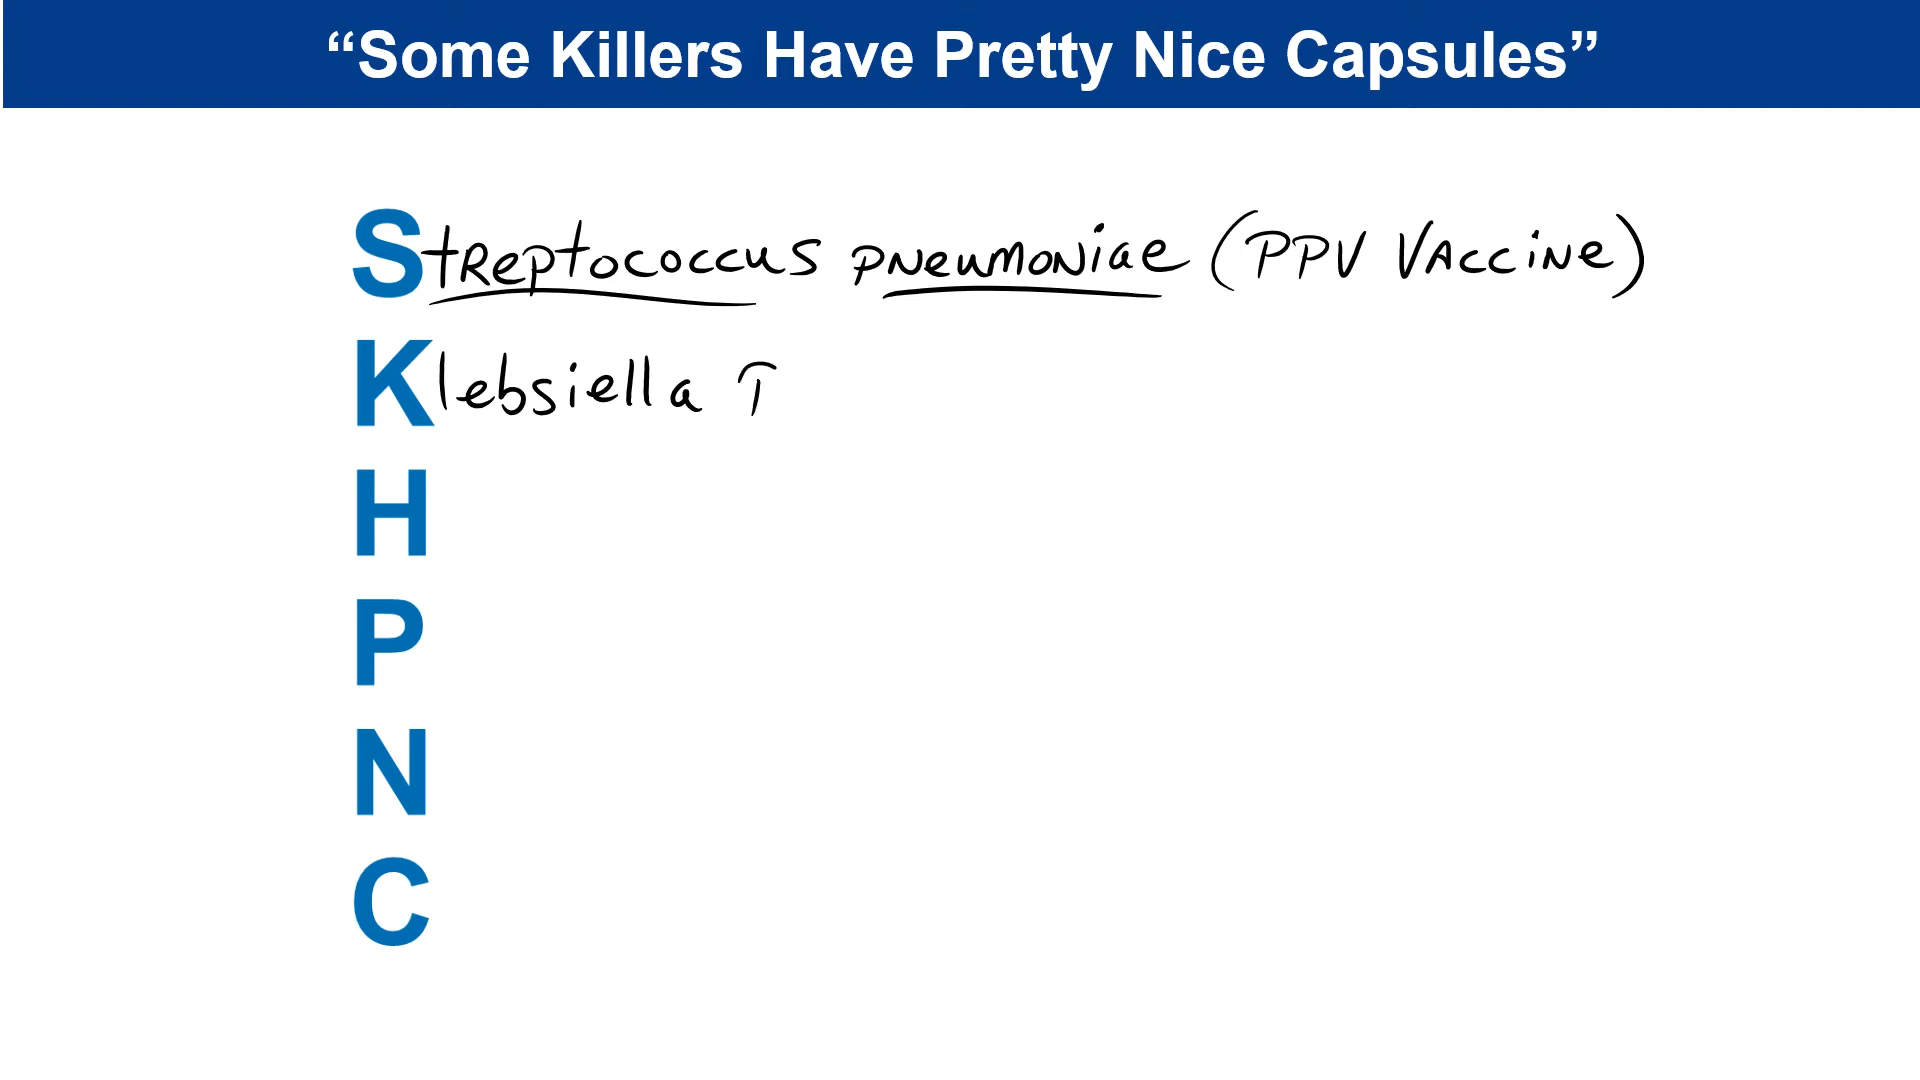 “Some Killers Have Pretty Nice Capsules”
Streptococcus pneumoniae (PPV Vaccine)
Klebsiella
H
P
N
C